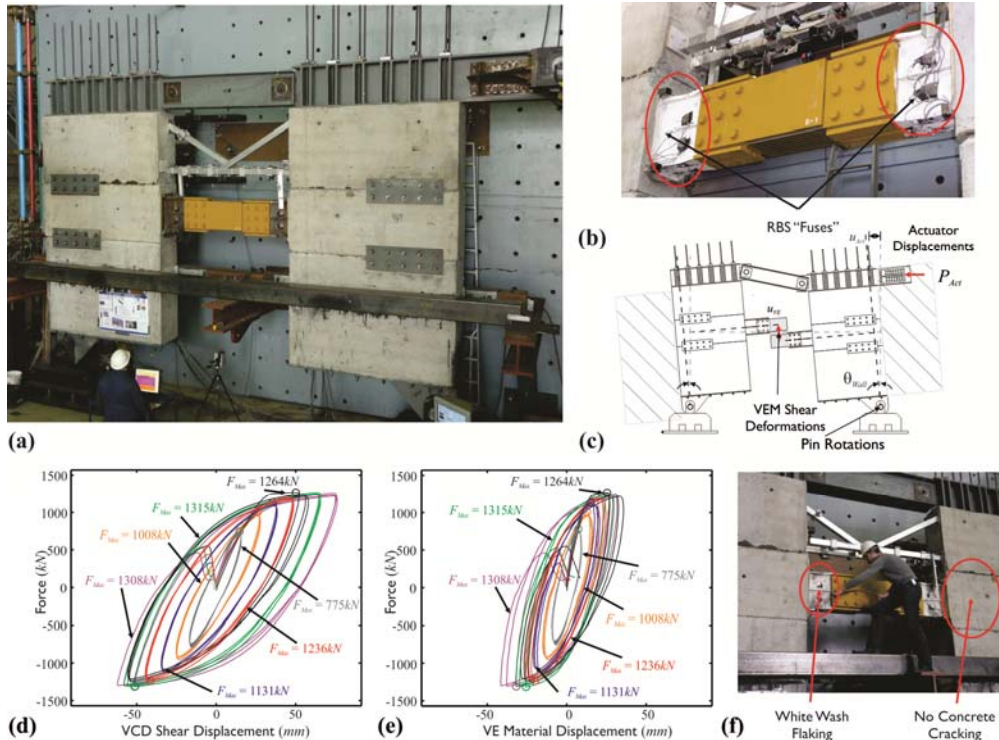 (a)
RBS "Fuses"
(b)
u_Act
Actuator
Displacements
P_Act
u_VE
θ_Wall
VEM Shear
Deformations
Pin Rotations
(c)
1500
1000
500
0
-500
-1000
-1500
Force (kN)
F_Max = 1264kN
F_Max = 1315kN
F_Max = 1008kN
F_Max = 1308kN
F_Max = 775kN
F_Max = 1236kN
F_Max = 1131kN
-50
0
50
VCD Shear Displacement (mm)
(d)
1500
1000
500
0
-500
-1000
-1500
Force (kN)
F_Max = 1264kN
F_Max = 1315kN
F_Max = 1308kN
F_Max = 775kN
F_Max = 1008kN
F_Max = 1236kN
F_Max = 1131kN
-50
0
50
VE Material Displacement (mm)
(e)
White Wash
Flaking
No Concrete
Cracking
(f)